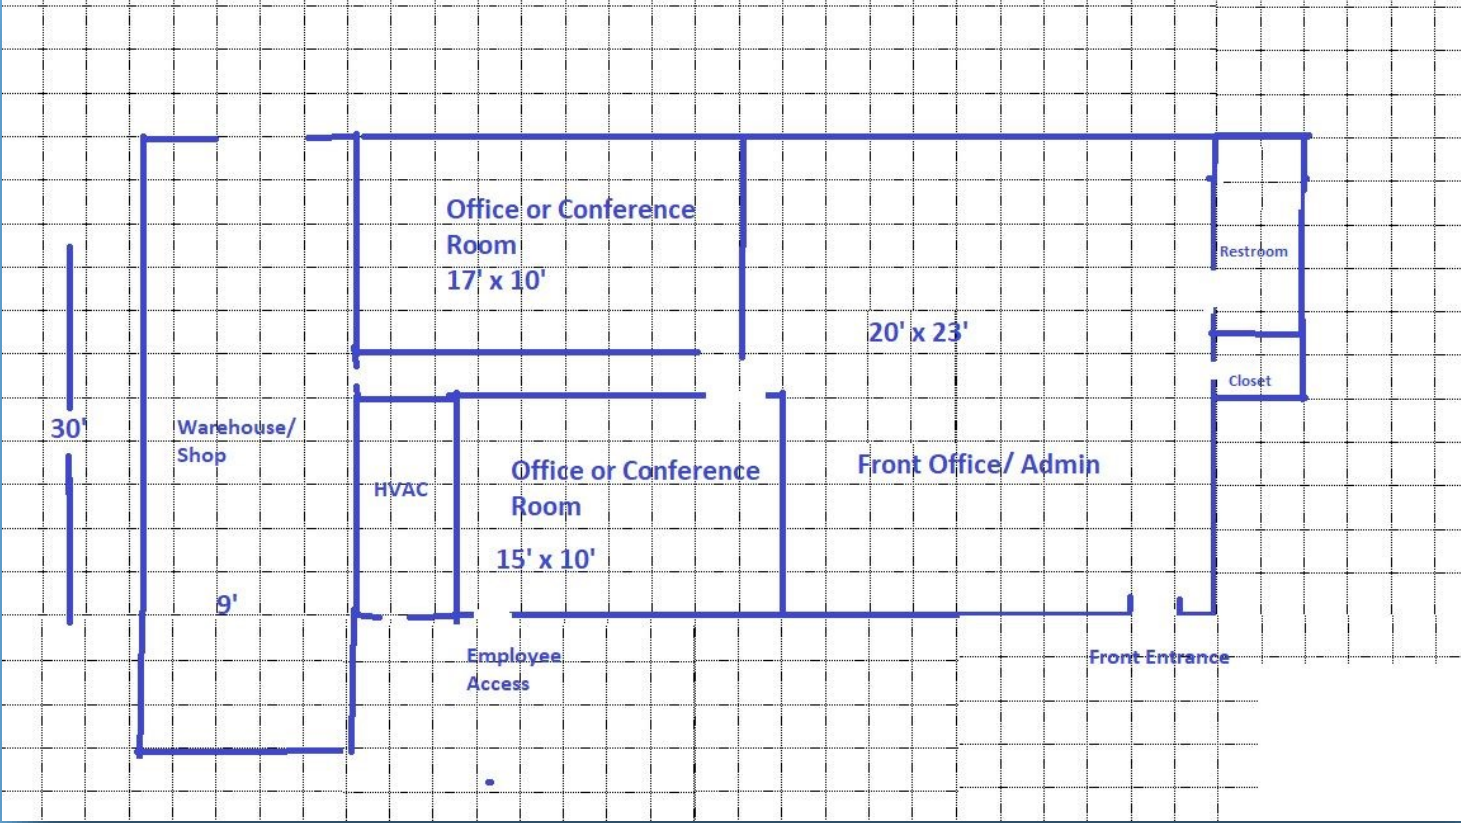 Office or Conference
Room
17' x 10'
Restroom
20' x 23'
Closet
30'
Warehouse/
Shop
Front Office/ Admin
HVAC
Office or Conference
Room
15' x 10'
9'
Employee
Access
Front Entrance